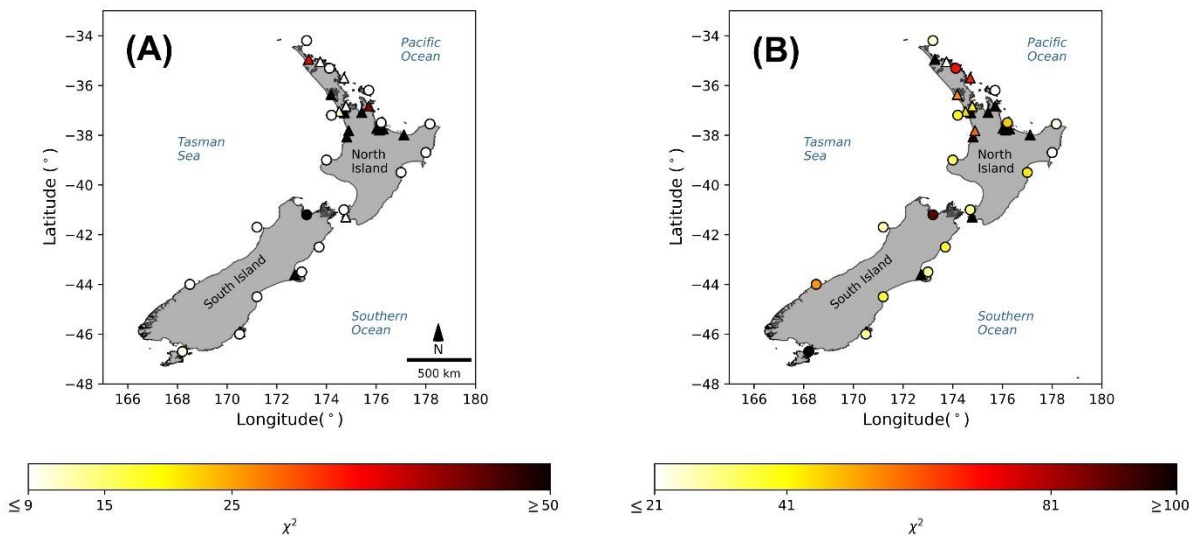 (A)
Pacific
Ocean
Tasman
Sea
North
Island
South Island
Southern
Ocean
N
500 km
−34
−36
−38
−40
−42
−44
−46
−48
Latitude (°)
166 168 170 172 174 176 178 180
Longitude(°)
≤ 9 15 25 ≥50
χ²
(B)
Pacific
Ocean
Tasman
Sea
North
Island
South Island
Southern
Ocean
−34
−36
−38
−40
−42
−44
−46
−48
Latitude (°)
166 168 170 172 174 176 178 180
Longitude(°)
≤21 41 81 ≥100
χ²